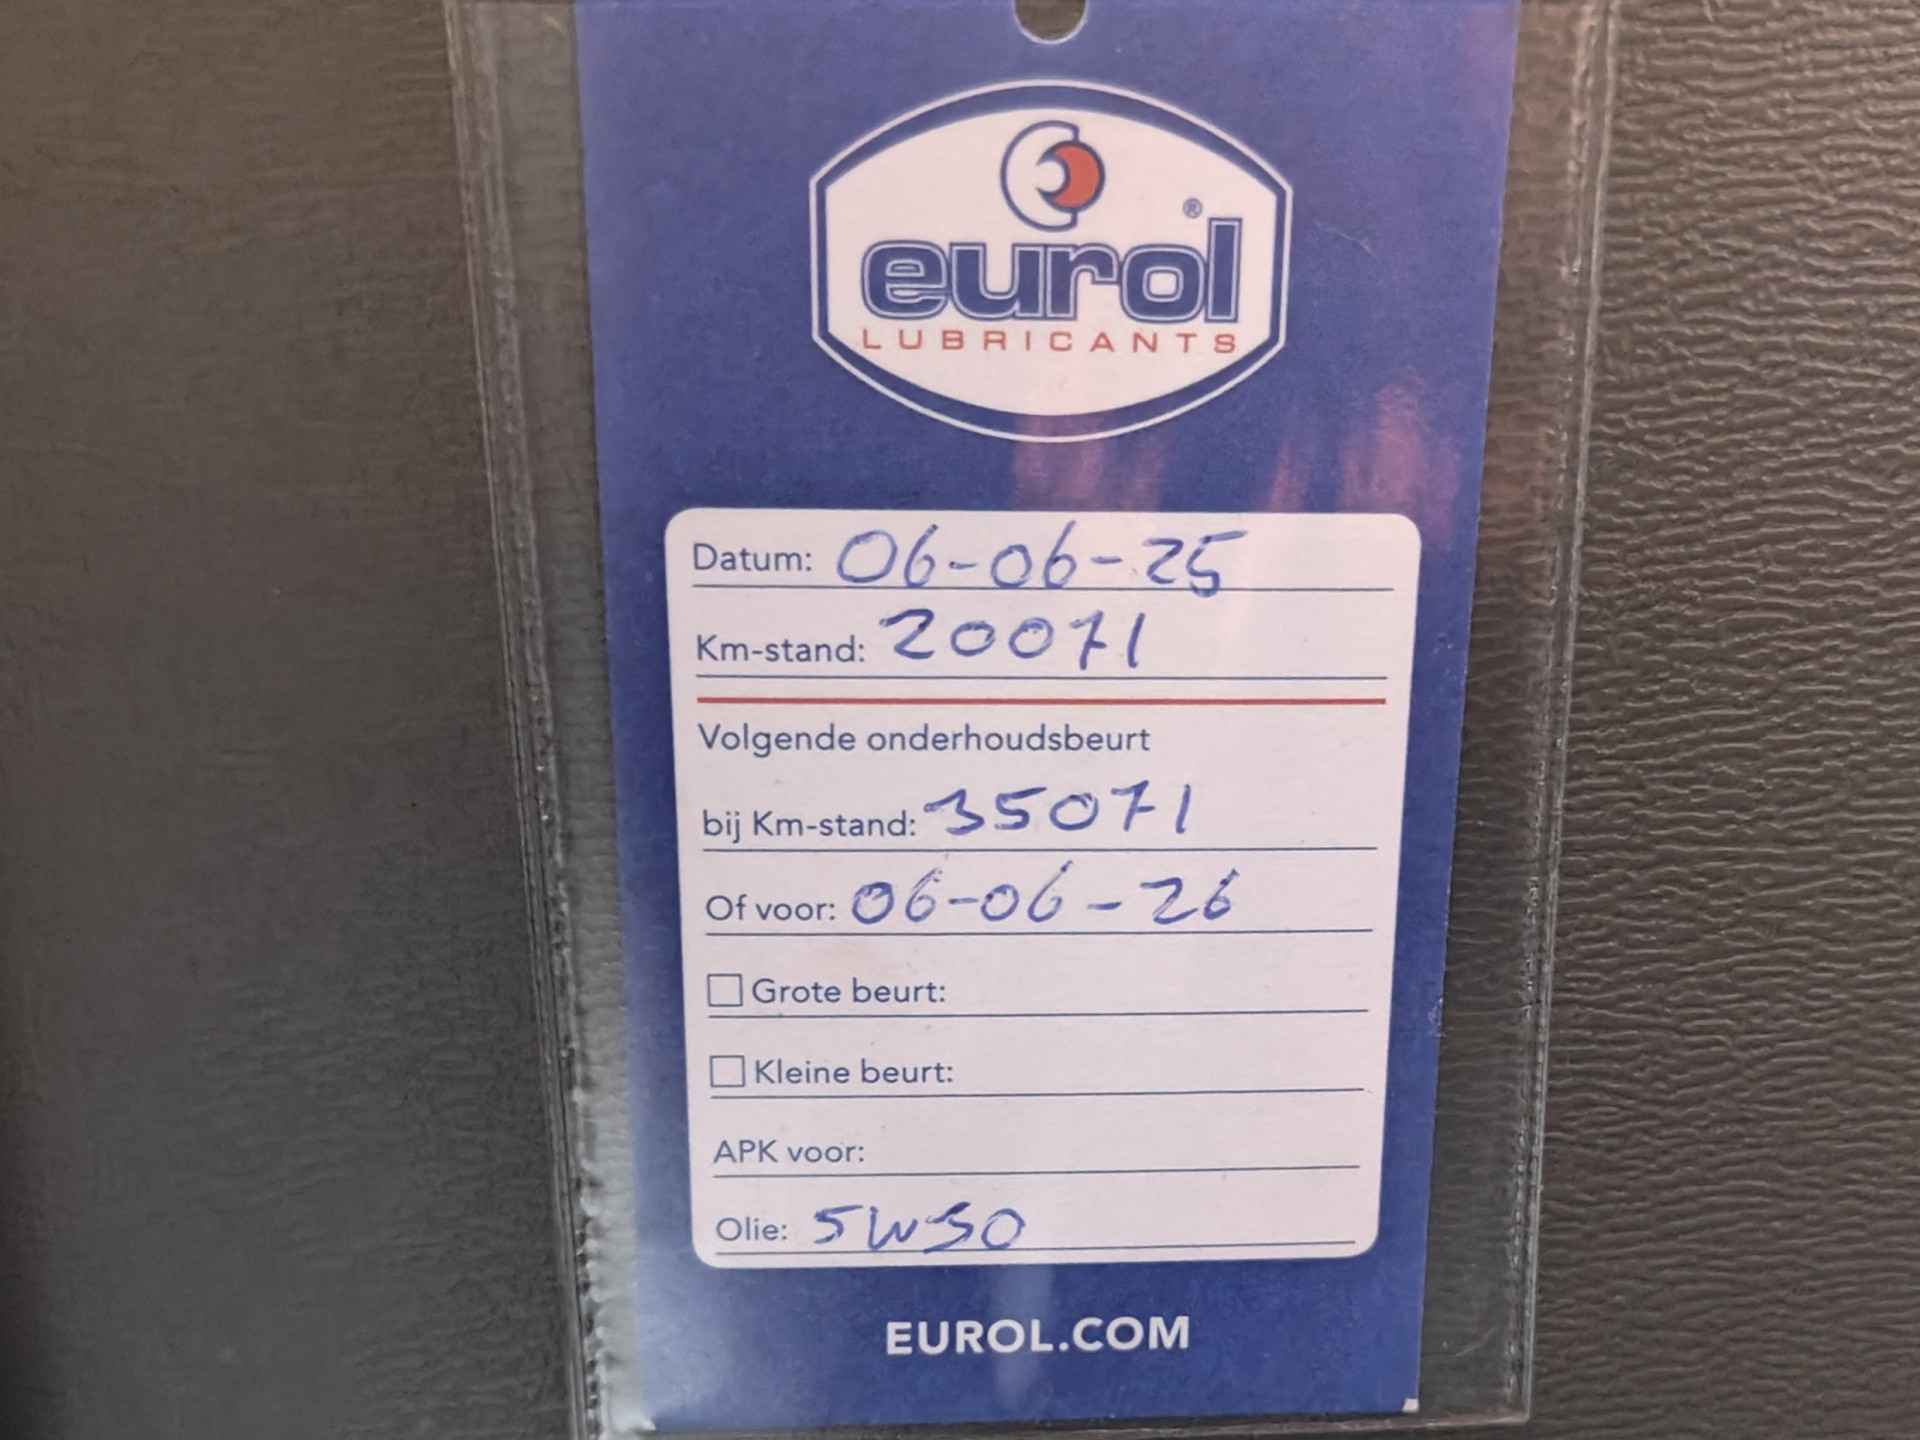 eurol®
LUBRICANTS
Datum: 06-06-25
Km-stand: 20071
Volgende onderhoudsbeurt
bij Km-stand: 35071
Of voor: 06-06-26
Grote beurt:
Kleine beurt:
APK voor:
Olie: 5W30
EUROL.COM